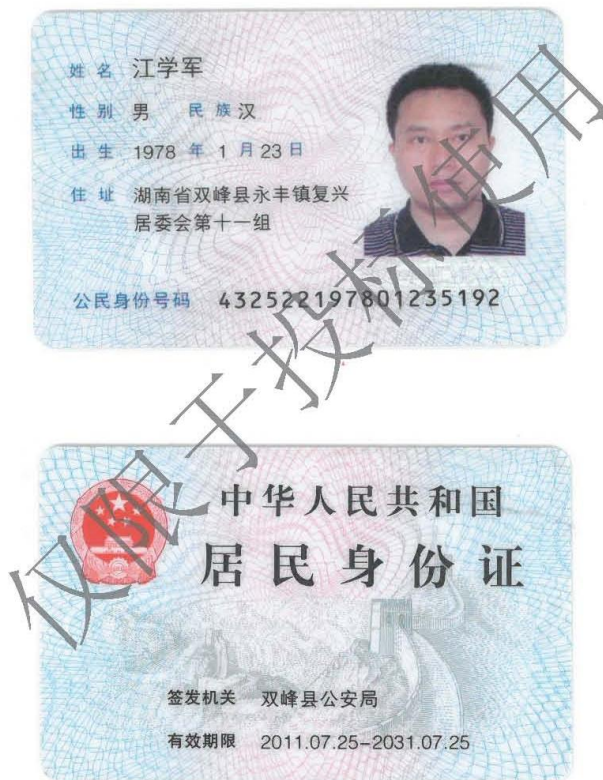 姓名 江学军
性别 男 民族 汉
出生 1978 年 1 月 23 日
住址 湖南省双峰县永丰镇复兴
居委会第十一组
公民身份号码 432522197801235192
仅限于投标使用
中华人民共和国
居民身份证
签发机关 双峰县公安局
有效期限 2011.07.25-2031.07.25